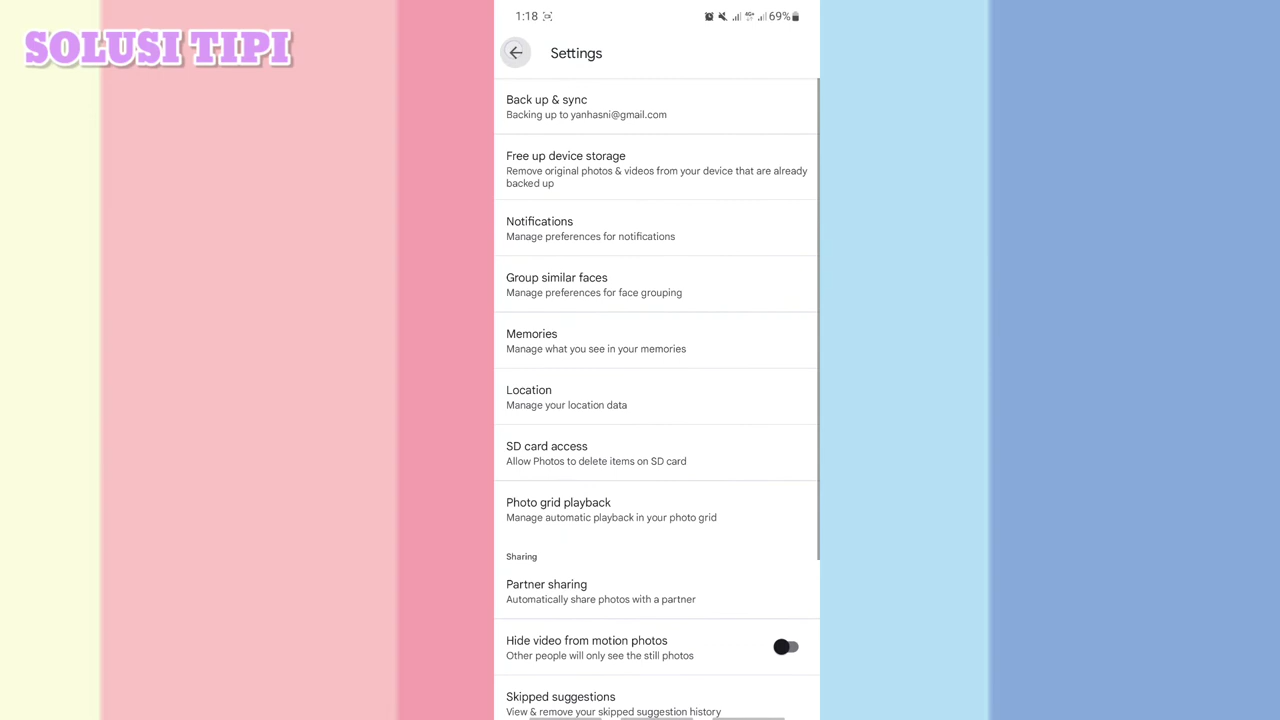 SOLUSI TIPI
1:18
4G+
69%
Settings
Back up & sync
Backing up to yanhasni@gmail.com
Free up device storage
Remove original photos & videos from your device that are already
backed up
Notifications
Manage preferences for notifications
Group similar faces
Manage preferences for face grouping
Memories
Manage what you see in your memories
Location
Manage your location data
SD card access
Allow Photos to delete items on SD card
Photo grid playback
Manage automatic playback in your photo grid
Sharing
Partner sharing
Automatically share photos with a partner
Hide video from motion photos
Other people will only see the still photos
Skipped suggestions
View & remove your skipped suggestion history